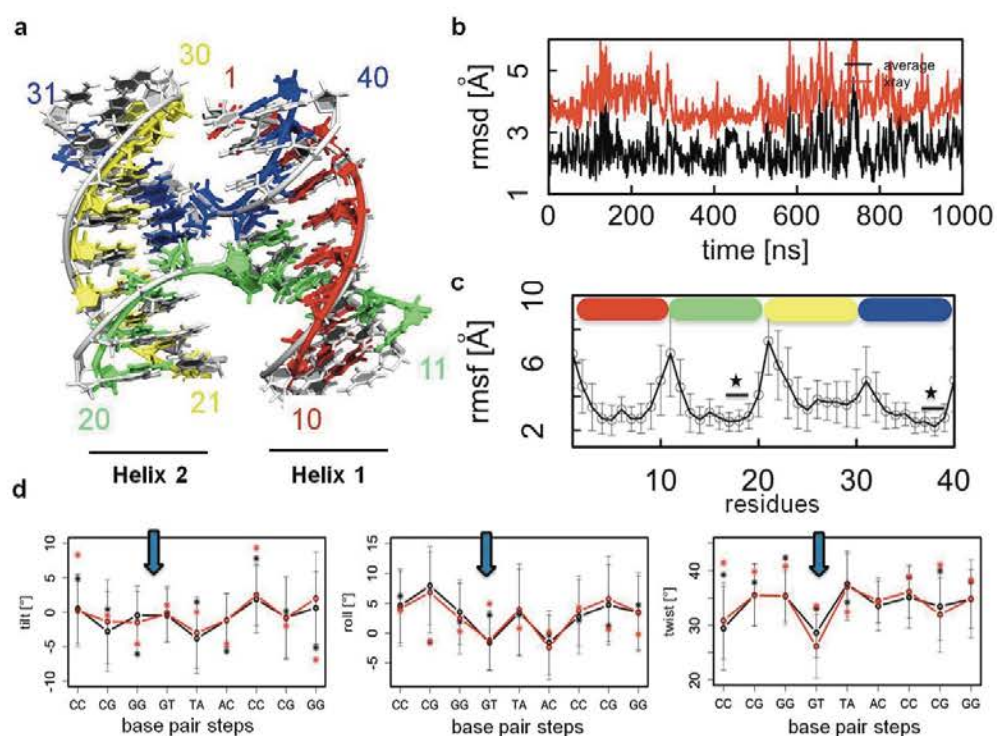 a
30
31
1
40
20
21
10
11
Helix 2
Helix 1
b
rmsd [Å]
5
3
1
average
xray
0 200 400 600 800 1000
time [ns]
c
rmsf [Å]
10
6
2
★ ★
10 20 30 40
residues
d
tilt [°]
10
5
0
-5
-10
CC CG GG GT TA AC CC CG GG
base pair steps
roll [°]
15
10
5
0
-5
CC CG GG GT TA AC CC CG GG
base pair steps
twist [°]
40
30
20
CC CG GG GT TA AC CC CG GG
base pair steps